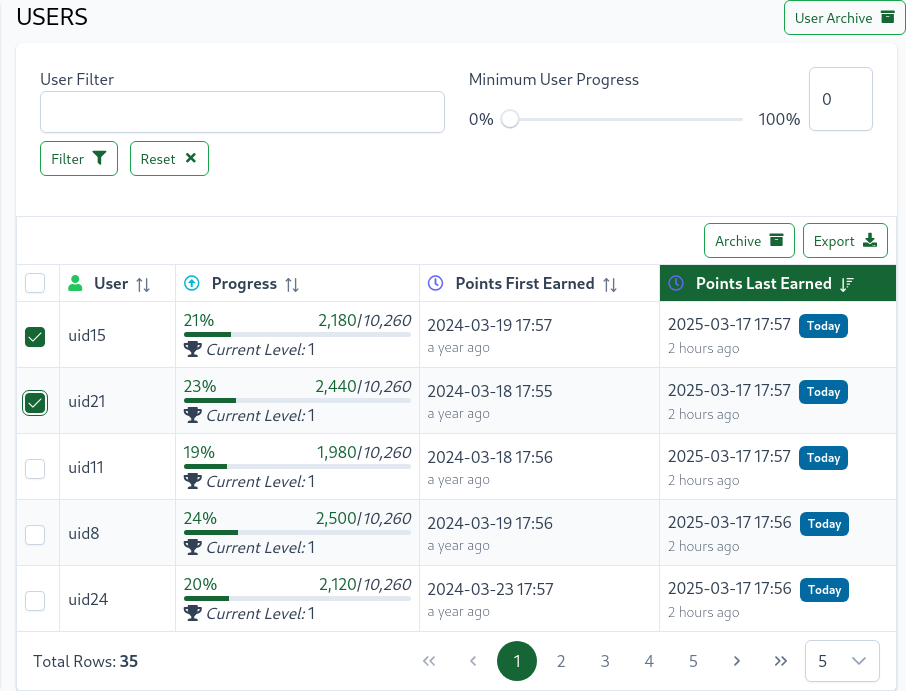 USERS
User Archive
User Filter
Minimum User Progress
0% 100% 0
Filter Reset
Archive Export
User Progress Points First Earned Points Last Earned
uid15 21% 2,180/10,260 2024-03-19 17:57 2025-03-17 17:57 Today
Current Level: 1 a year ago 2 hours ago
uid21 23% 2,440/10,260 2024-03-18 17:55 2025-03-17 17:57 Today
Current Level: 1 a year ago 2 hours ago
uid11 19% 1,980/10,260 2024-03-18 17:56 2025-03-17 17:57 Today
Current Level: 1 a year ago 2 hours ago
uid8 24% 2,500/10,260 2024-03-19 17:56 2025-03-17 17:56 Today
Current Level: 1 a year ago 2 hours ago
uid24 20% 2,120/10,260 2024-03-23 17:57 2025-03-17 17:56 Today
Current Level: 1 a year ago 2 hours ago
Total Rows: 35 1 2 3 4 5 5